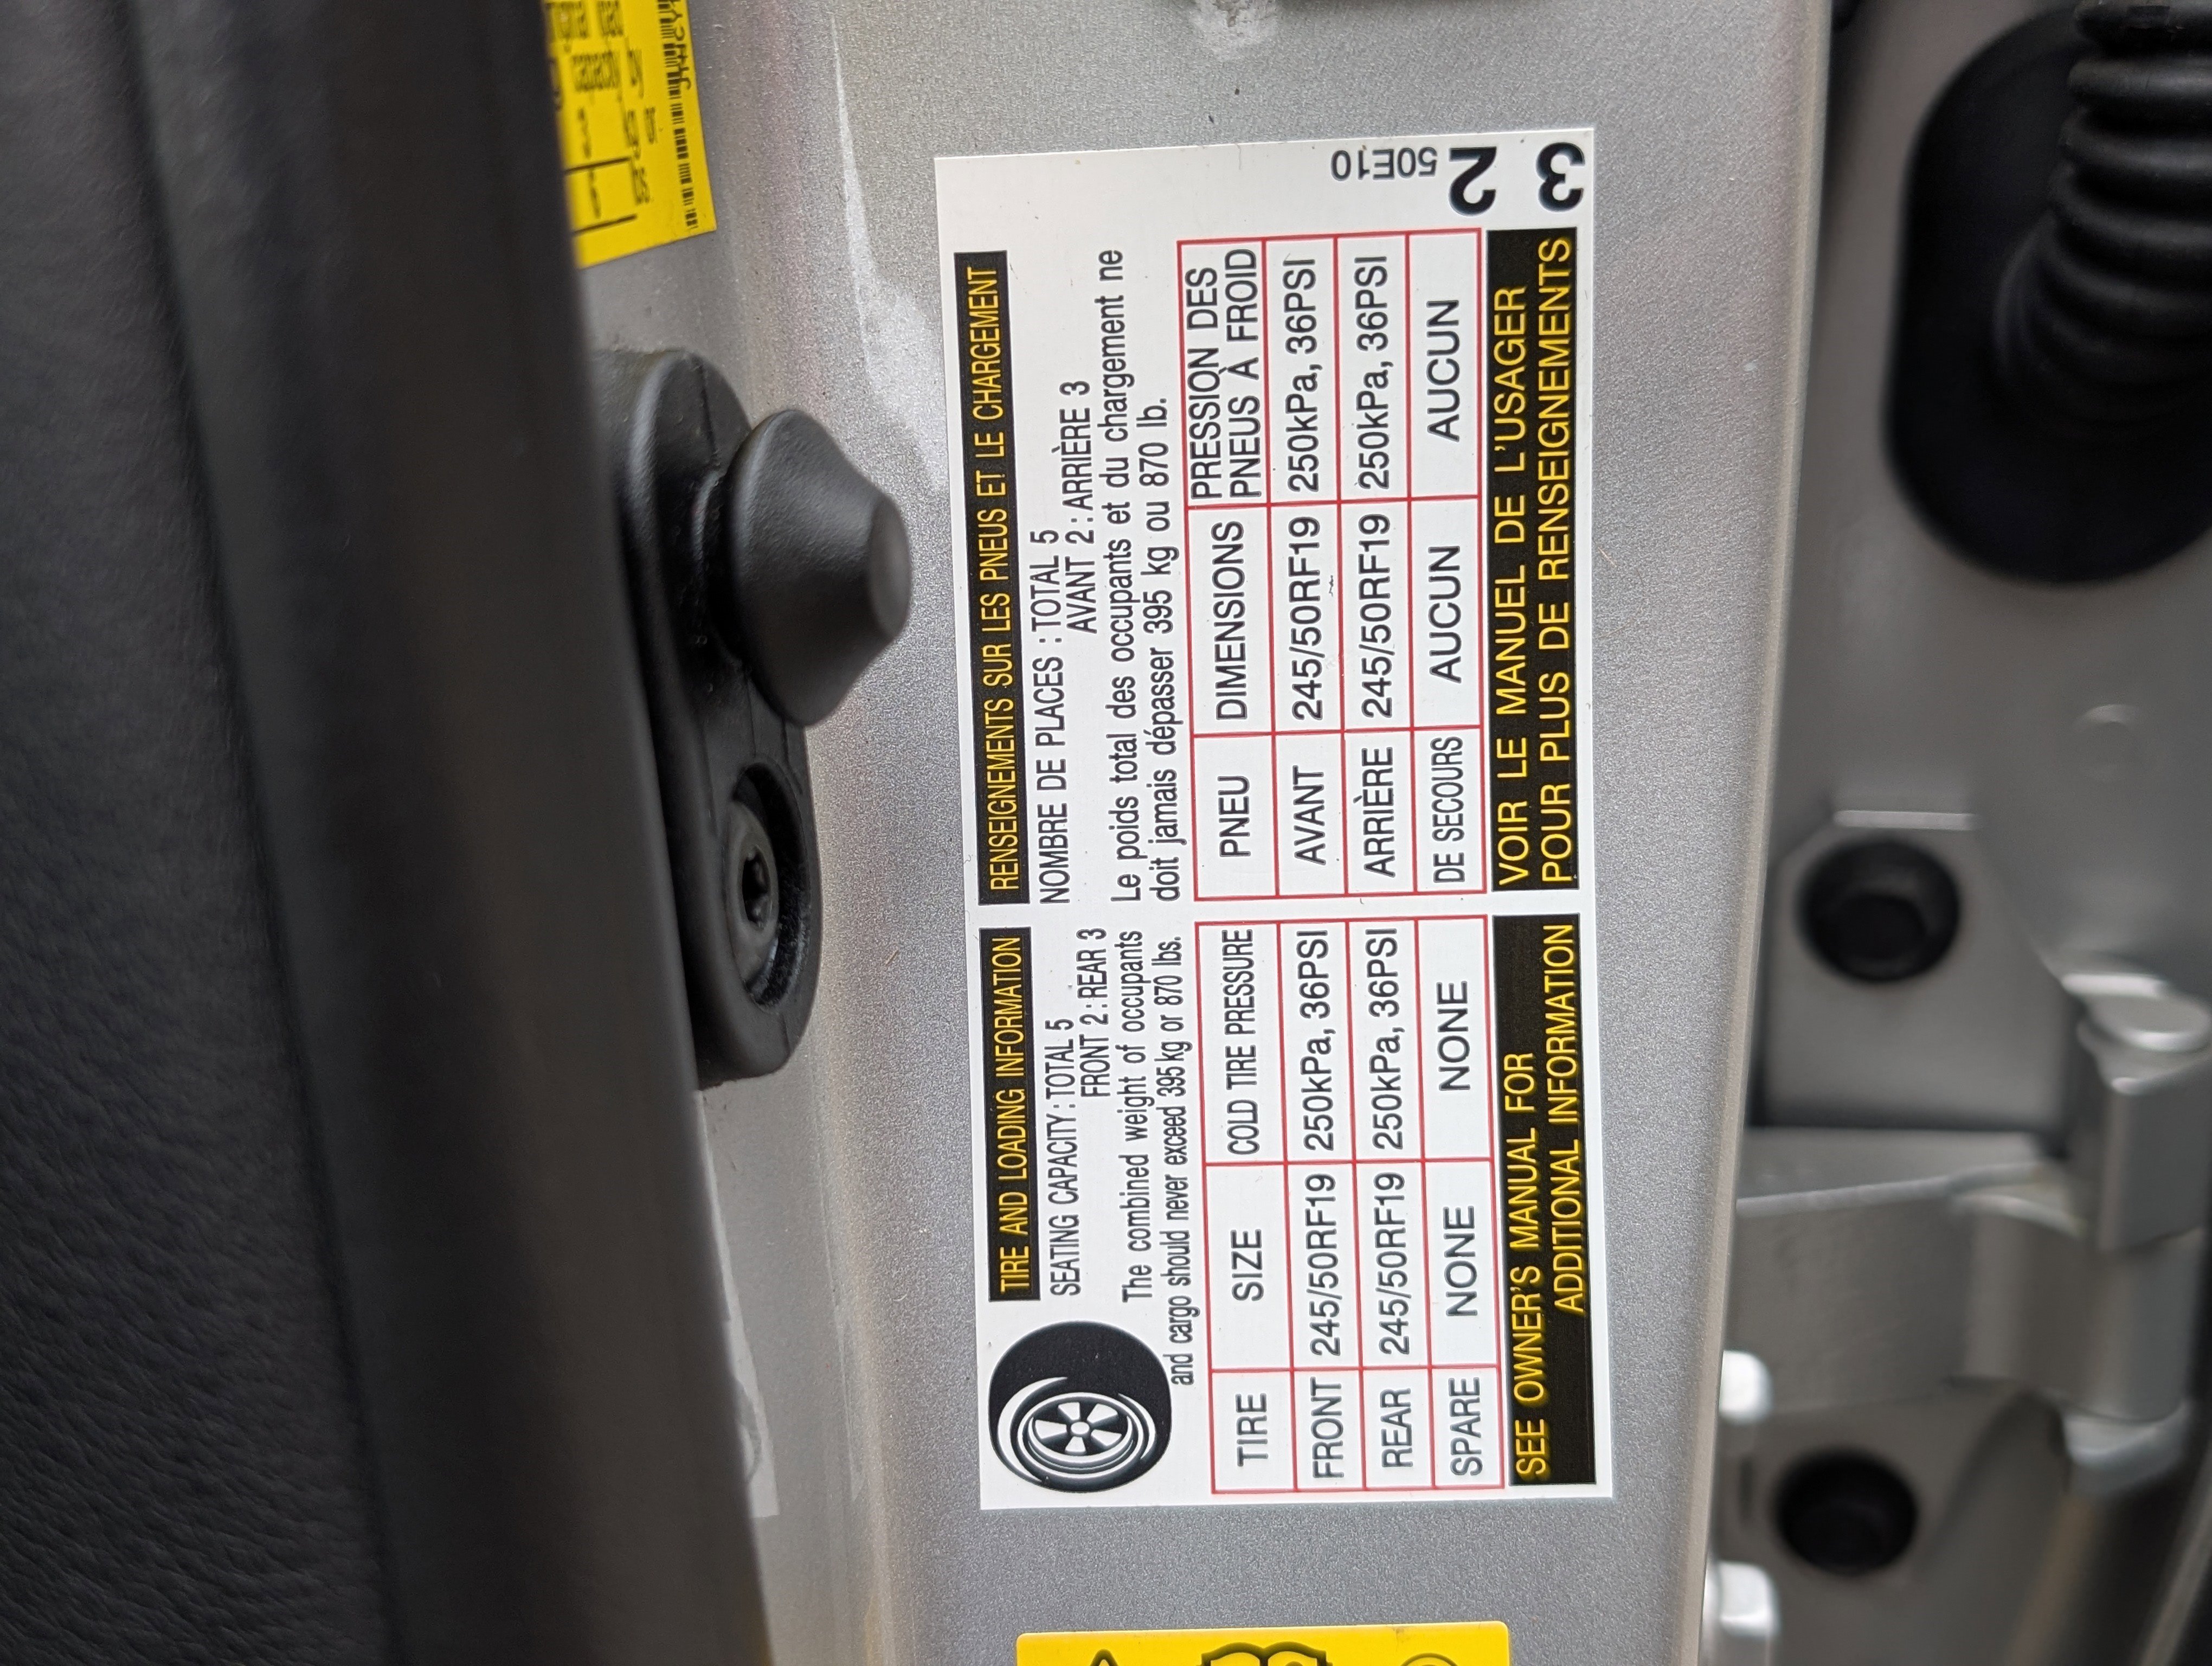 TIRE AND LOADING INFORMATION
SEATING CAPACITY : TOTAL 5
FRONT 2 : REAR 3
The combined weight of occupants
and cargo should never exceed 395 kg or 870 lbs.
TIRE SIZE COLD TIRE PRESSURE
FRONT 245/50RF19 250kPa, 36PSI
REAR 245/50RF19 250kPa, 36PSI
SPARE NONE NONE
SEE OWNER'S MANUAL FOR
ADDITIONAL INFORMATION
RENSEIGNEMENTS SUR LES PNEUS ET LE CHARGEMENT
NOMBRE DE PLACES : TOTAL 5
AVANT 2 : ARRIÈRE 3
Le poids total des occupants et du chargement ne
doit jamais dépasser 395 kg ou 870 lb.
PNEU DIMENSIONS PRESSION DES
PNEUS À FROID
AVANT 245/50RF19 250kPa, 36PSI
ARRIÈRE 245/50RF19 250kPa, 36PSI
DE SECOURS AUCUN AUCUN
VOIR LE MANUEL DE L'USAGER
POUR PLUS DE RENSEIGNEMENTS
3
2
50E10